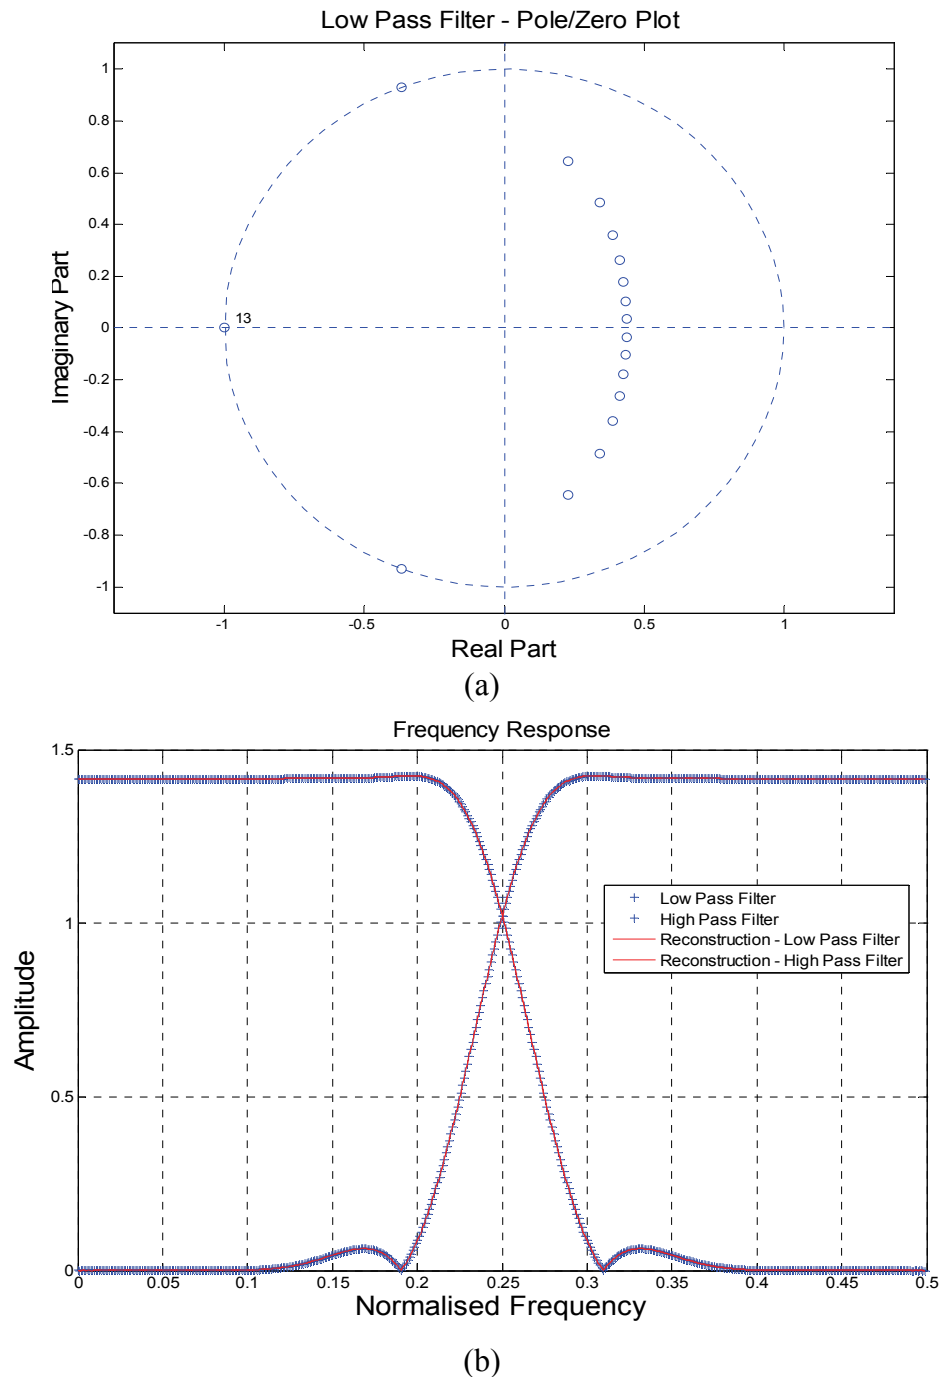 Low Pass Filter - Pole/Zero Plot
1
0.8
0.6
0.4
0.2
0
-0.2
-0.4
-0.6
-0.8
-1
13
Imaginary Part
-1
-0.5
0
0.5
1
Real Part
(a)
Frequency Response
1.5
1
0.5
0
Amplitude
Low Pass Filter
High Pass Filter
Reconstruction - Low Pass Filter
Reconstruction - High Pass Filter
0
0.05
0.1
0.15
0.2
0.25
0.3
0.35
0.4
0.45
0.5
Normalised Frequency
(b)